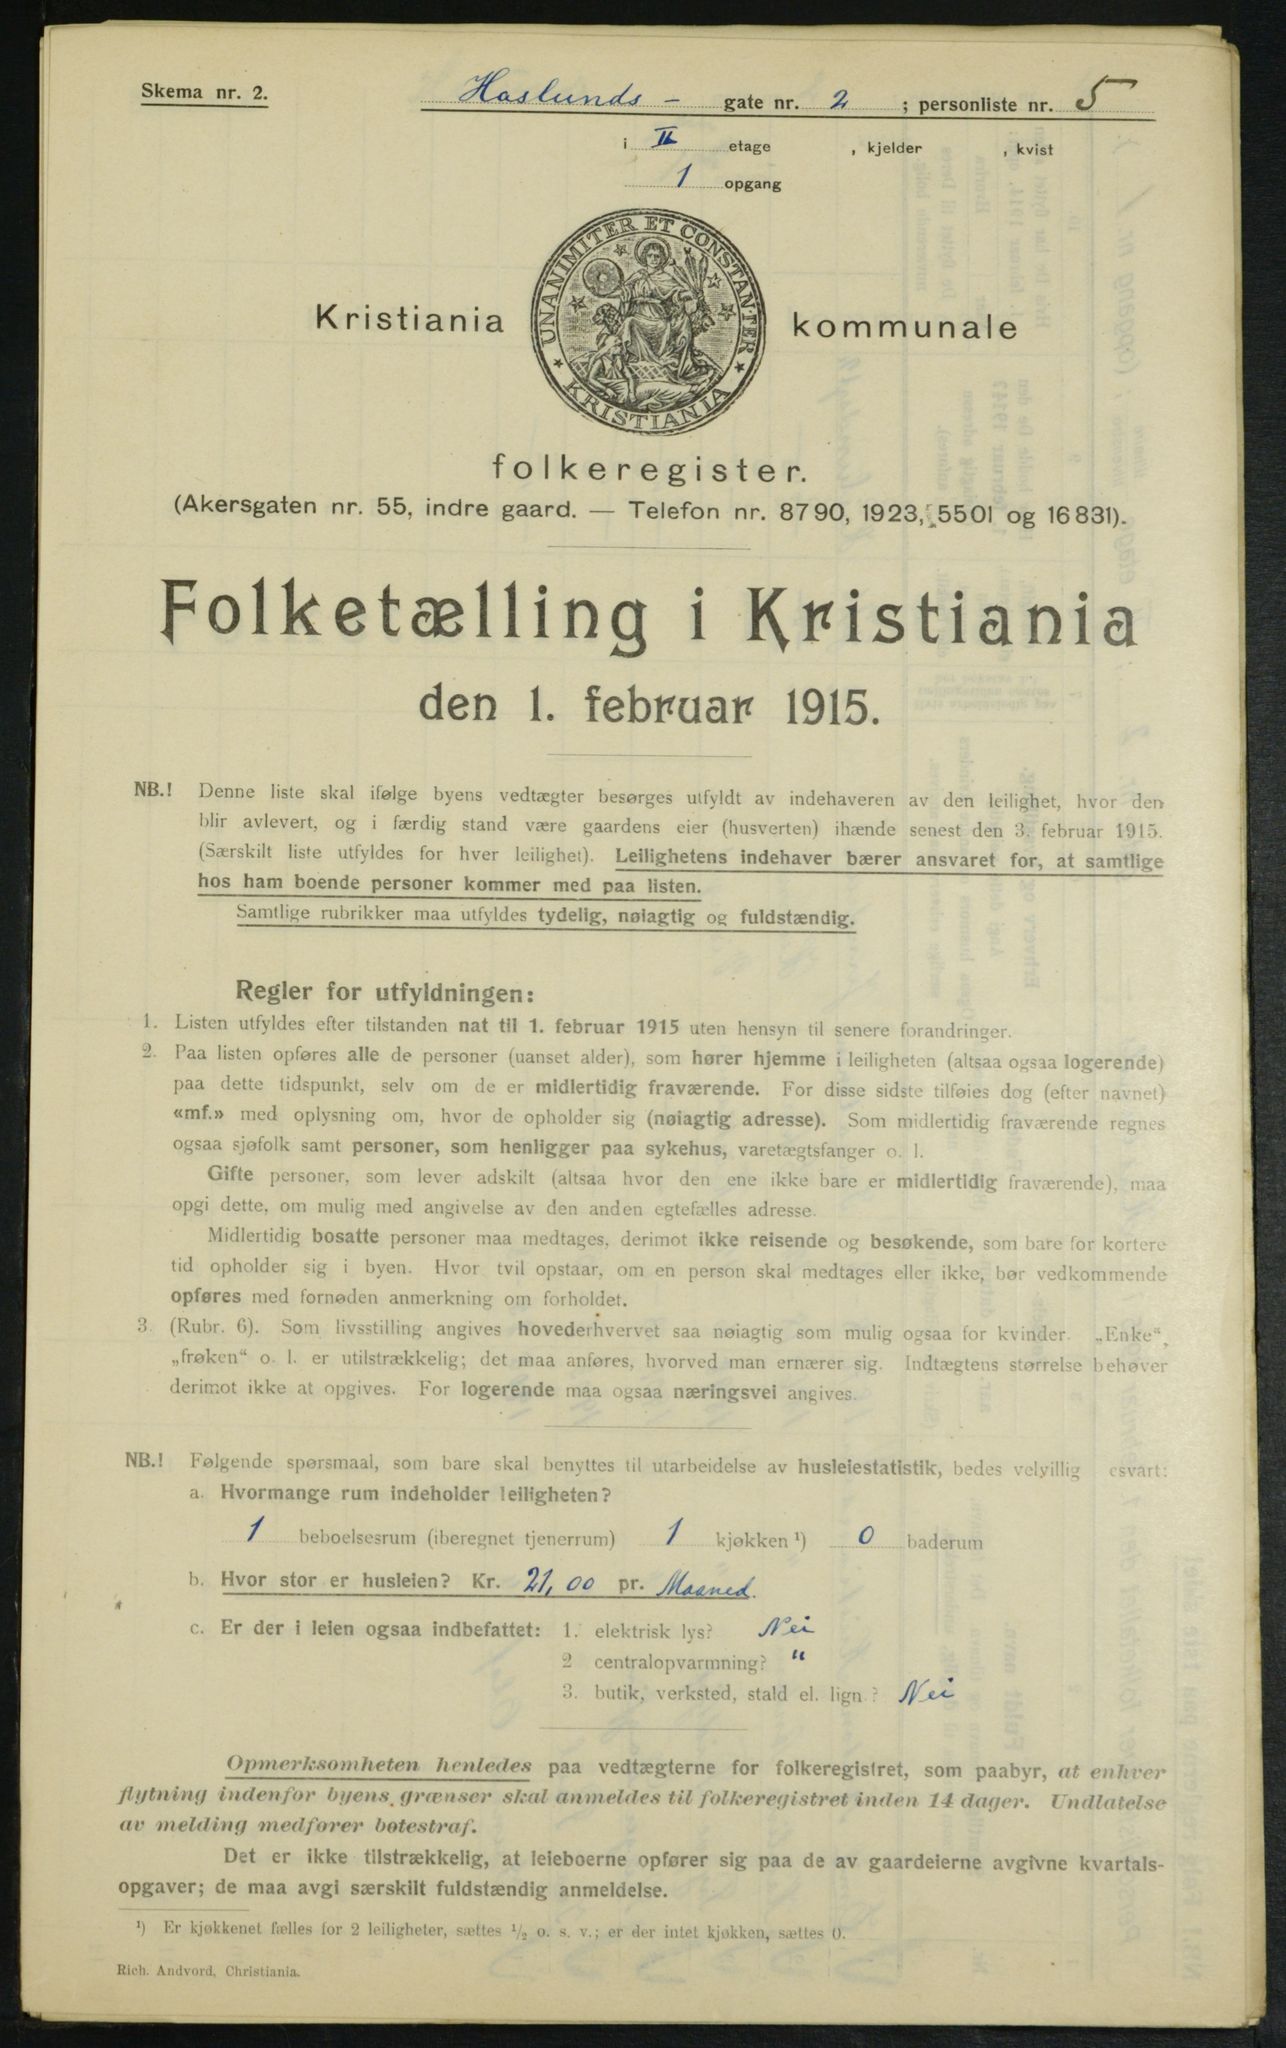 Skema nr. 2.
Haslunds - gate nr. 2 ; personliste nr. 5
i II etage , kjelder , kvist
1 opgang
UNANIMITER ET CONSTANTER
KRISTIANIA
Kristiania kommunale
folkeregister.
(Akersgaten nr. 55, indre gaard. — Telefon nr. 8790, 1923, 5501 og 16831).
Folketælling i Kristiania
den 1. februar 1915.
NB.! Denne liste skal ifølge byens vedtægter besørges utfyldt av indehaveren av den leilighet, hvor den
blir avlevert, og i færdig stand være gaardens eier (husverten) ihænde senest den 3. februar 1915.
(Særskilt liste utfyldes for hver leilighet). Leilighetens indehaver bærer ansvaret for, at samtlige
hos ham boende personer kommer med paa listen.
Samtlige rubrikker maa utfyldes tydelig, nøiagtig og fuldstændig.
Regler for utfyldningen:
1. Listen utfyldes efter tilstanden nat til 1. februar 1915 uten hensyn til senere forandringer.
2. Paa listen opføres alle de personer (uanset alder), som hører hjemme i leiligheten (altsaa ogsaa logerende)
paa dette tidspunkt, selv om de er midlertidig fraværende. For disse sidste tilføies dog (efter navnet)
«mf.» med oplysning om, hvor de opholder sig (nøiagtig adresse). Som midlertidig fraværende regnes
ogsaa sjøfolk samt personer, som henligger paa sykehus, varetægtsfanger o. l.
Gifte personer, som lever adskilt (altsaa hvor den ene ikke bare er midlertidig fraværende), maa
opgi dette, om mulig med angivelse av den anden egtefælles adresse.
Midlertidig bosatte personer maa medtages, derimot ikke reisende og besøkende, som bare for kortere
tid opholder sig i byen. Hvor tvil opstaar, om en person skal medtages eller ikke, bør vedkommende
opføres med fornøden anmerkning om forholdet.
3. (Rubr. 6). Som livsstilling angives hovederhvervet saa nøiagtig som mulig ogsaa for kvinder. „Enke“,
„frøken“ o. l. er utilstrækkelig; det maa anføres, hvorved man ernærer sig. Indtægtens størrelse behøver
derimot ikke at opgives. For logerende maa ogsaa næringsvei angives.
NB.! Følgende spørsmaal, som bare skal benyttes til utarbeidelse av husleiestatistik, bedes velvillig esvart:
a. Hvormange rum indeholder leiligheten?
1 beboelsesrum (iberegnet tjenerrum) 1 kjøkken ¹) 0 baderum
b. Hvor stor er husleien? Kr. 21,00 pr. Maaned.
c. Er der i leien ogsaa indbefattet: 1. elektrisk lys? Nei
2 centralopvarmning? "
3. butik, verksted, stald el. lign ? Nei
Opmerksomheten henledes paa vedtægterne for folkeregistret, som paabyr, at enhver
flytning indenfor byens grænser skal anmeldes til folkeregistret inden 14 dager. Undlatelse
av melding medfører bøtestraf.
Det er ikke tilstrækkelig, at leieboerne opfører sig paa de av gaardeierne avgivne kvartals-
opgaver; de maa avgi særskilt fuldstændig anmeldelse.
¹) Er kjøkkenet fælles for 2 leiligheter, sættes ½ o. s. v.; er der intet kjøkken, sættes 0.
Rich. Andvord, Christiania.